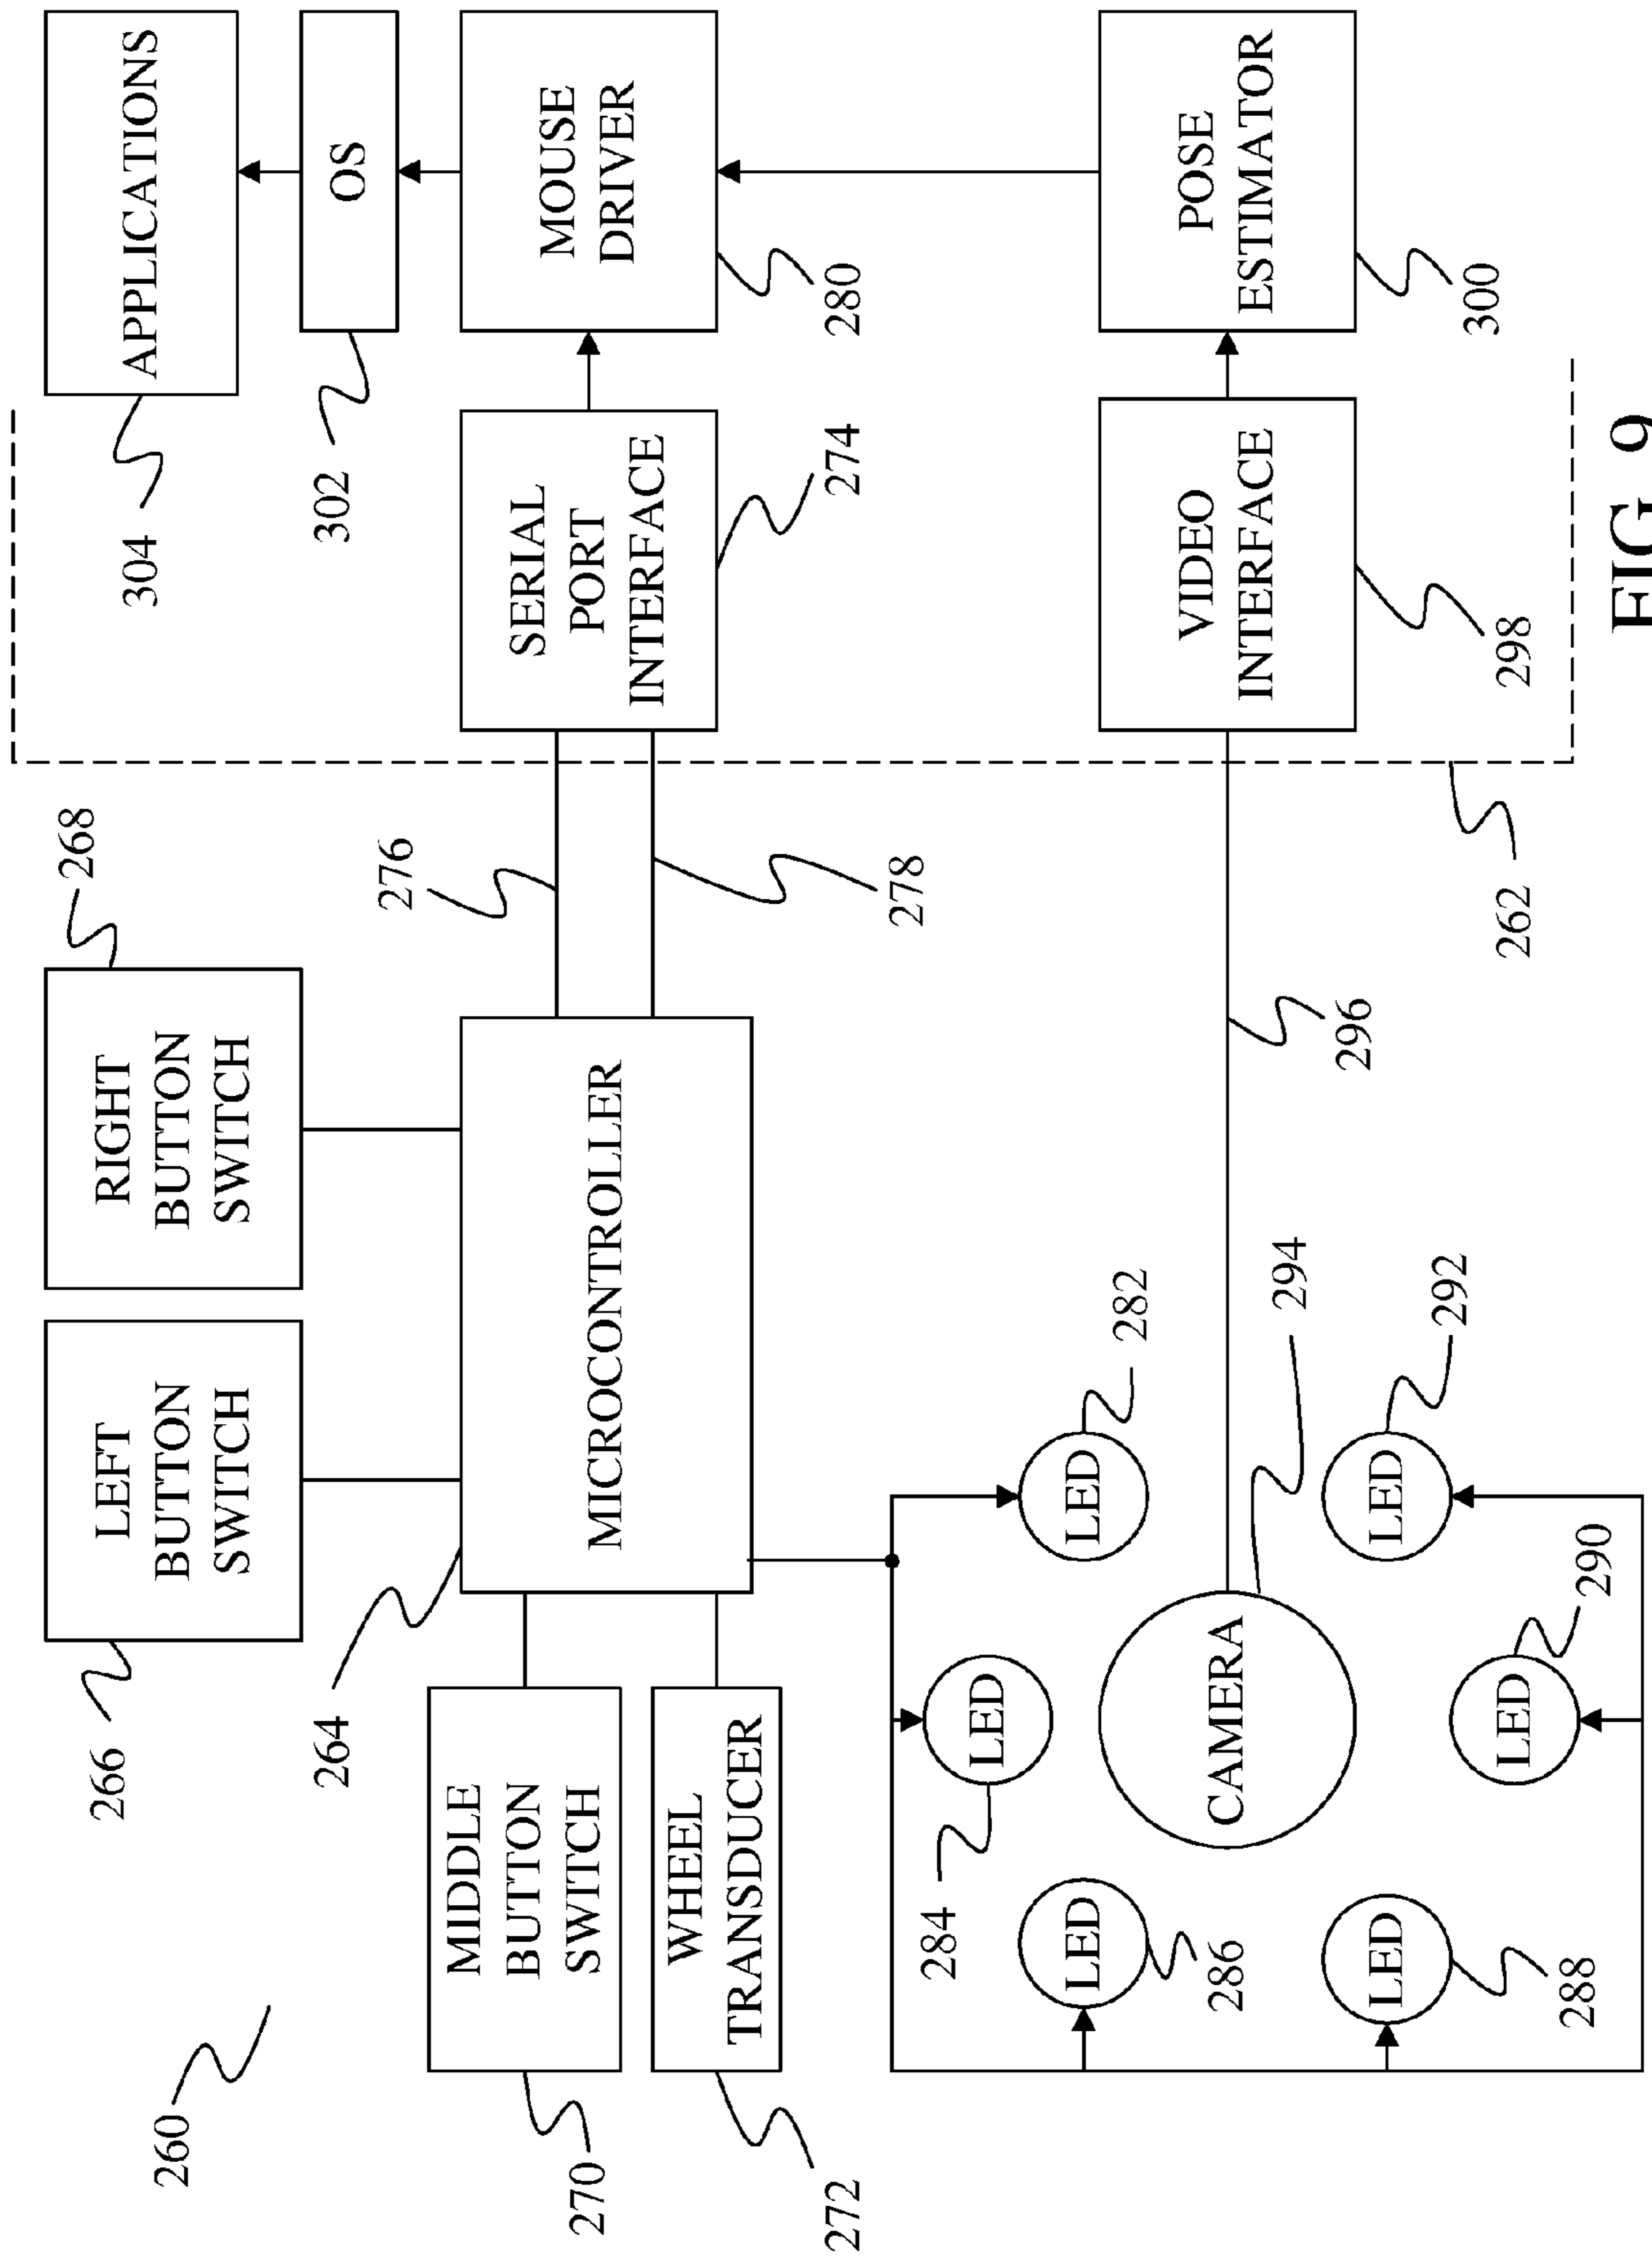 260
266
LEFT
BUTTON
SWITCH
RIGHT
BUTTON
SWITCH
268
304
APPLICATIONS
302
OS
264
270
MIDDLE
BUTTON
SWITCH
272
WHEEL
TRANSDUCER
MICROCONTROLLER
276
278
SERIAL
PORT
INTERFACE
274
MOUSE
DRIVER
280
284
LED
286
LED
LED
282
CAMERA
294
288
LED
LED
290
LED
292
296
262
VIDEO
INTERFACE
298
POSE
ESTIMATOR
300
FIG 9